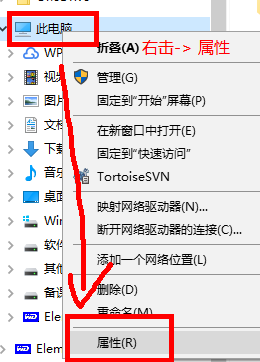 此电脑
折叠(A) 右击-> 属性
WP
视频
管理(G)
图片
固定到"开始"屏幕(P)
文档
在新窗口中打开(E)
下载
固定到"快速访问"
音乐
TortoiseSVN
桌面
映射网络驱动器(N)...
Win
断开网络驱动器的连接(C)...
软件
其他
添加一个网络位置(L)
备课
删除(D)
Ele
重命名(M)
Elem
属性(R)